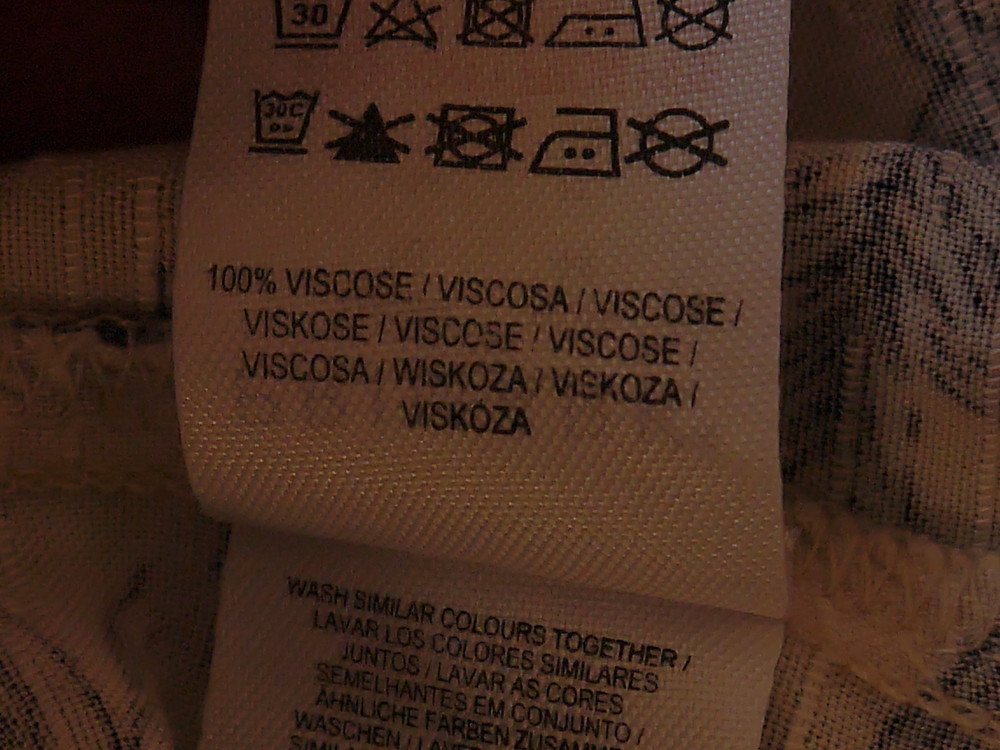 30
30C
100% VISCOSE / VISCOSA / VISCOSE /
VISKOSE / VISCOSE / VISCOSE /
VISCOSA / WISKOZA / VISKOZA /
VISKÓZA
WASH SIMILAR COLOURS TOGETHER /
LAVAR LOS COLORES SIMILARES
JUNTOS / LAVAR AS CORES
SEMELHANTES EM CONJUNTO /
ÄHNLICHE FARBEN
WASCHEN /